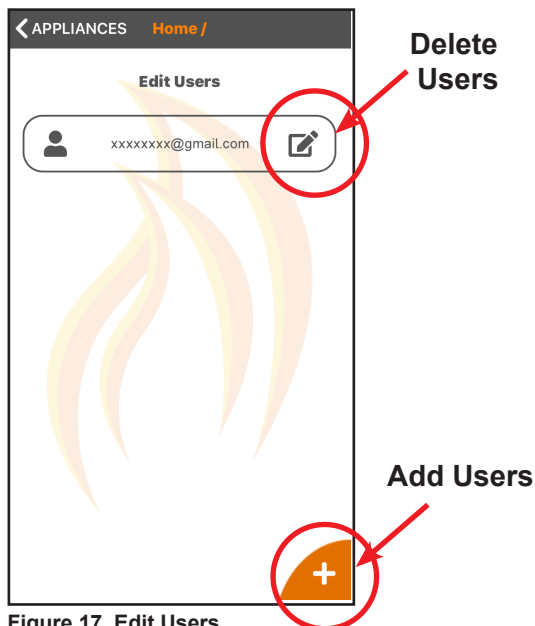 APPLIANCES Home /
Delete
Users
Edit Users
xxxxxxxx@gmail.com
Add Users
+
Figure 17. Edit Users